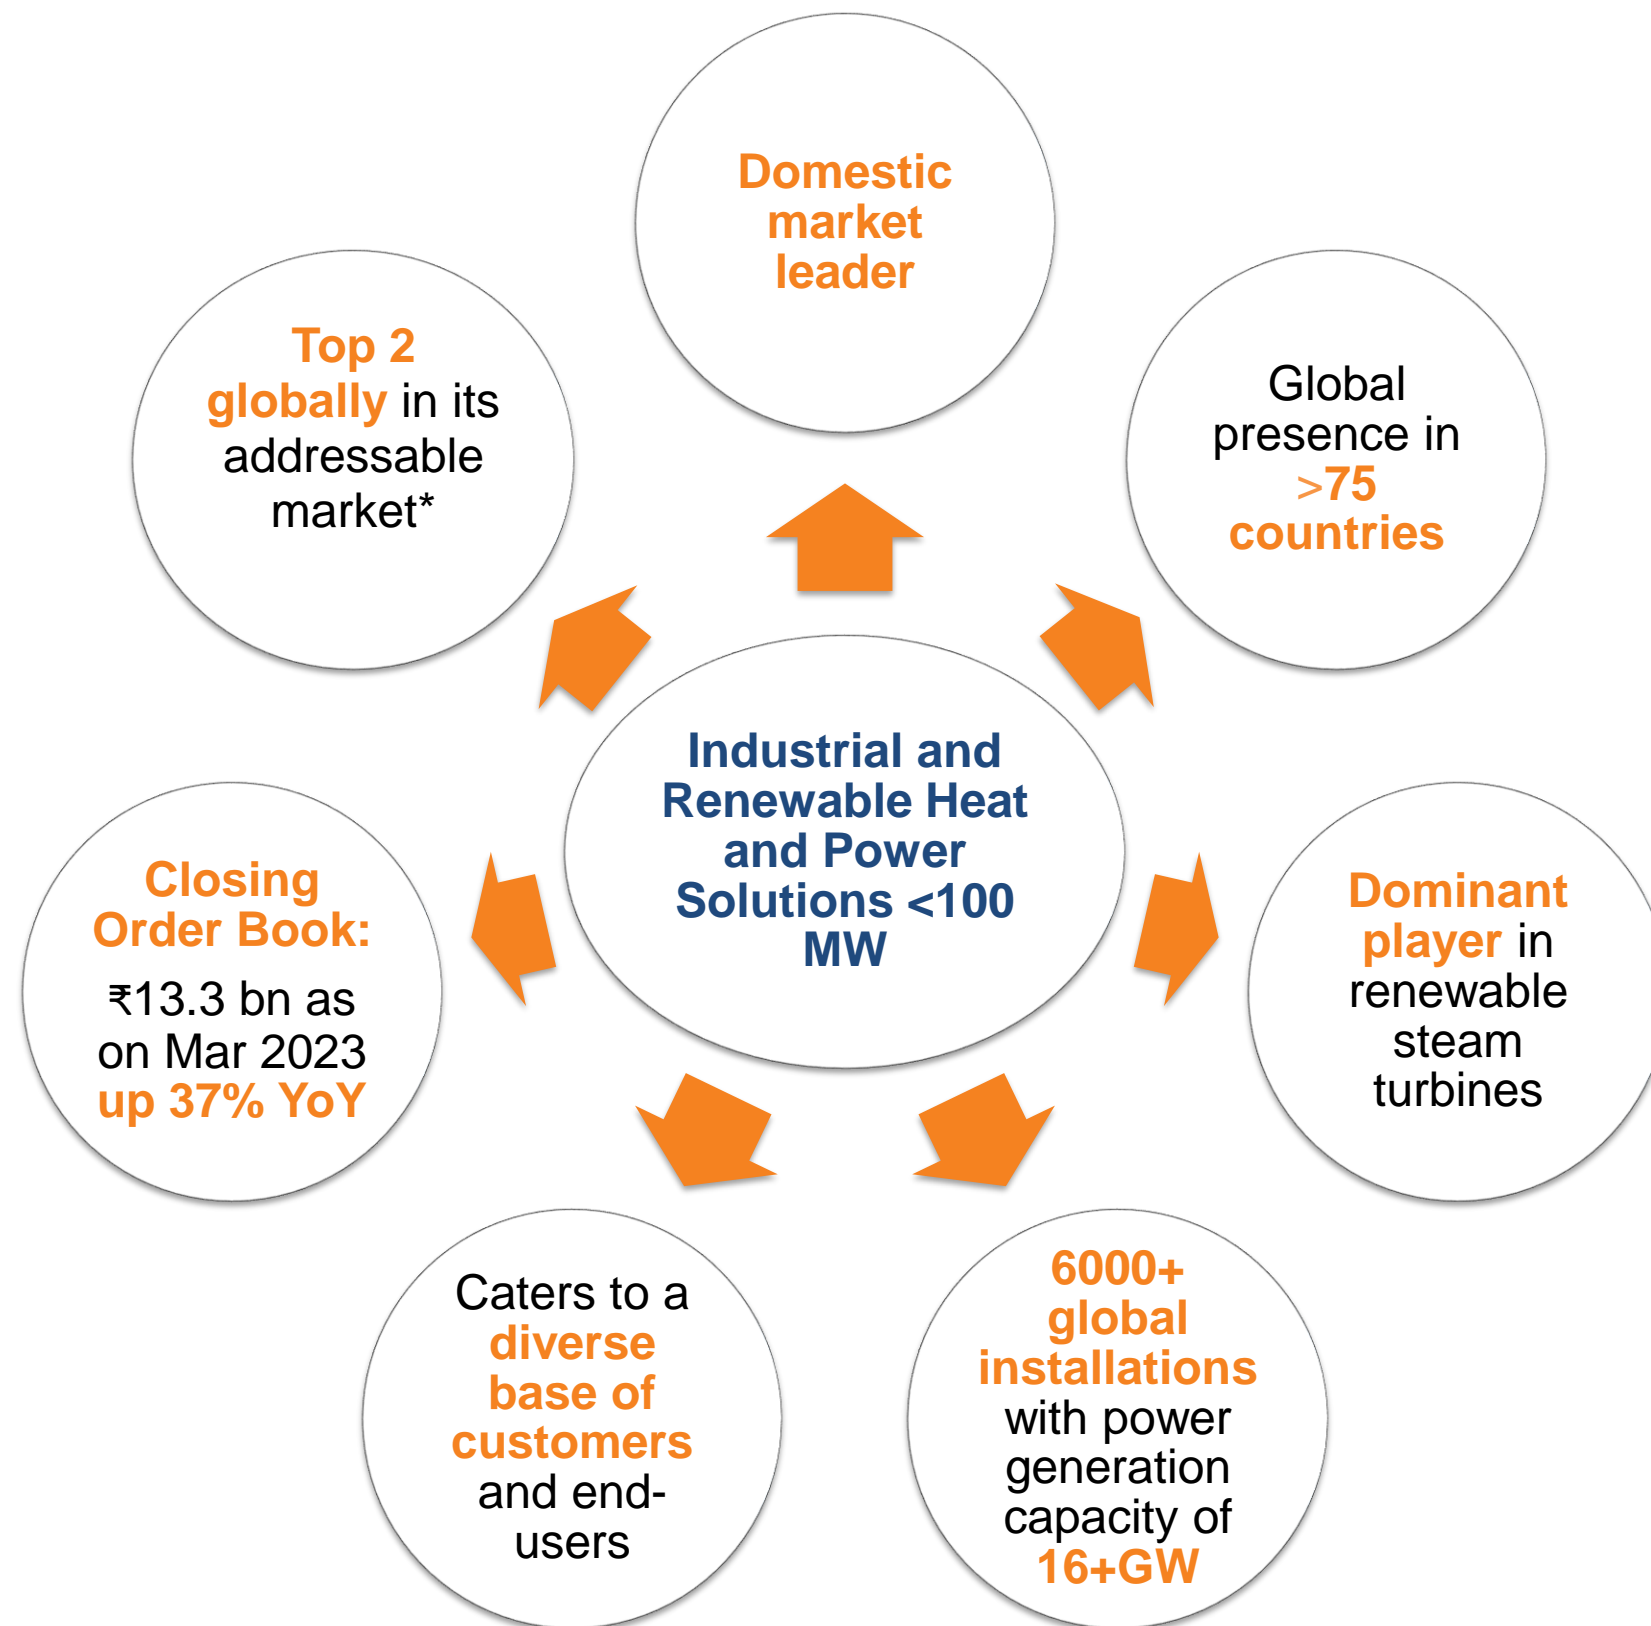 Domestic
market
leader
Top 2
globally in its
addressable
market*
Global
presence in
>75
countries
Industrial and
Renewable Heat
and Power
Solutions <100
MW
Closing
Order Book:
₹13.3 bn as
on Mar 2023
up 37% YoY
Dominant
player in
renewable
steam
turbines
Caters to a
diverse
base of
customers
and end-
users
6000+
global
installations
with power
generation
capacity of
16+GW